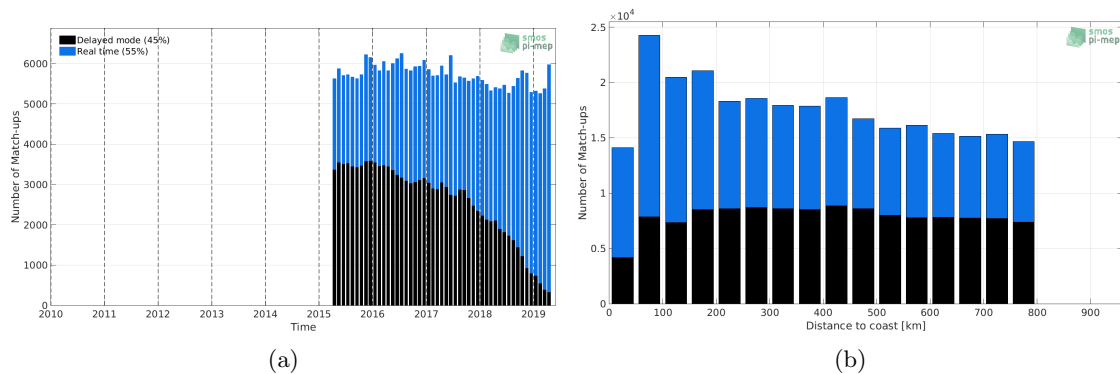 Delayed mode (45%)
Real time (55%)
smos
pi-mep
Number of Match-ups
6000
5000
4000
3000
2000
1000
0
2010 2011 2012 2013 2014 2015 2016 2017 2018 2019
Time
(a)
×10⁴
smos
pi-mep
Number of Match-ups
2.5
2
1.5
1
0.5
0
0 100 200 300 400 500 600 700 800 900
Distance to coast [km]
(b)